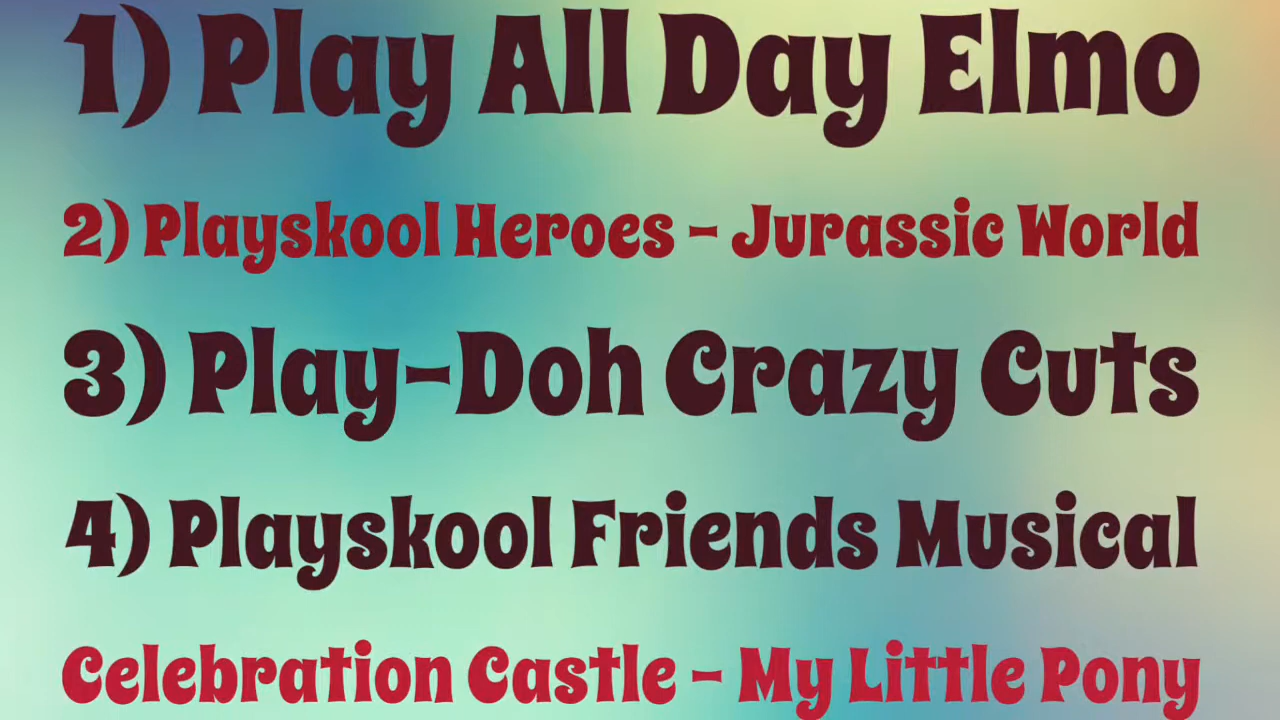 1) Play All Day Elmo
2) Playskool Heroes - Jurassic World
3) Play-Doh Crazy Cuts
4) Playskool Friends Musical
Celebration Castle - My Little Pony